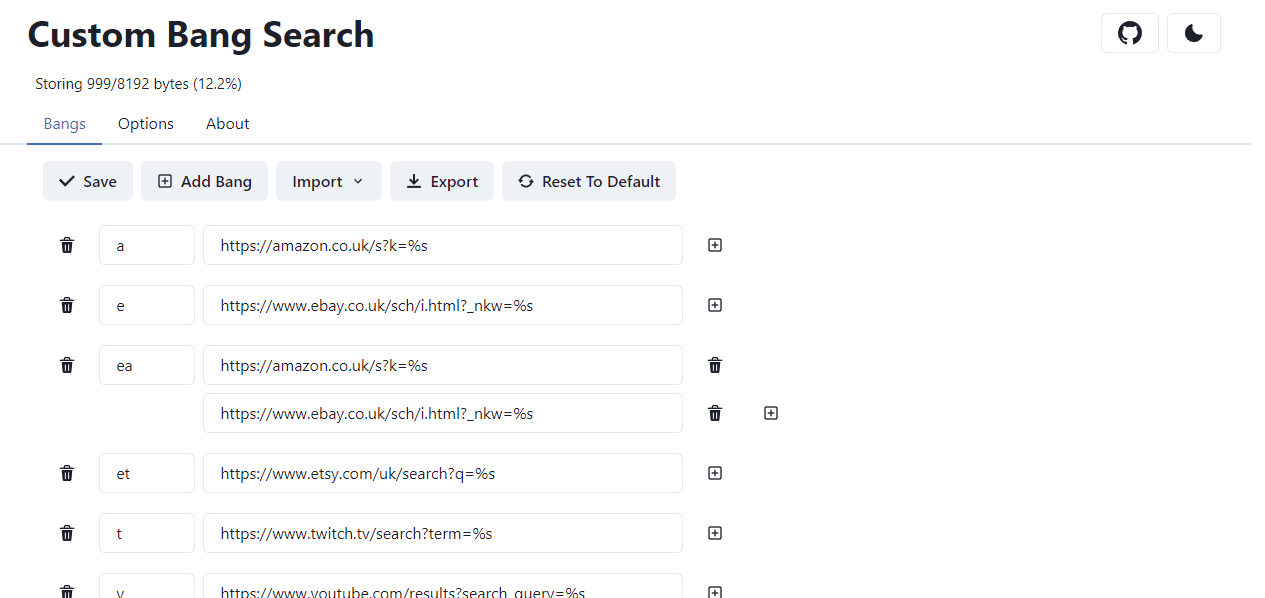 Custom Bang Search
Storing 999/8192 bytes (12.2%)
Bangs Options About
Save Add Bang Import Export Reset To Default
a https://amazon.co.uk/s?k=%s
e https://www.ebay.co.uk/sch/i.html?_nkw=%s
ea https://amazon.co.uk/s?k=%s
https://www.ebay.co.uk/sch/i.html?_nkw=%s
et https://www.etsy.com/uk/search?q=%s
t https://www.twitch.tv/search?term=%s
https://www.youtube.com/results?search_query=%s